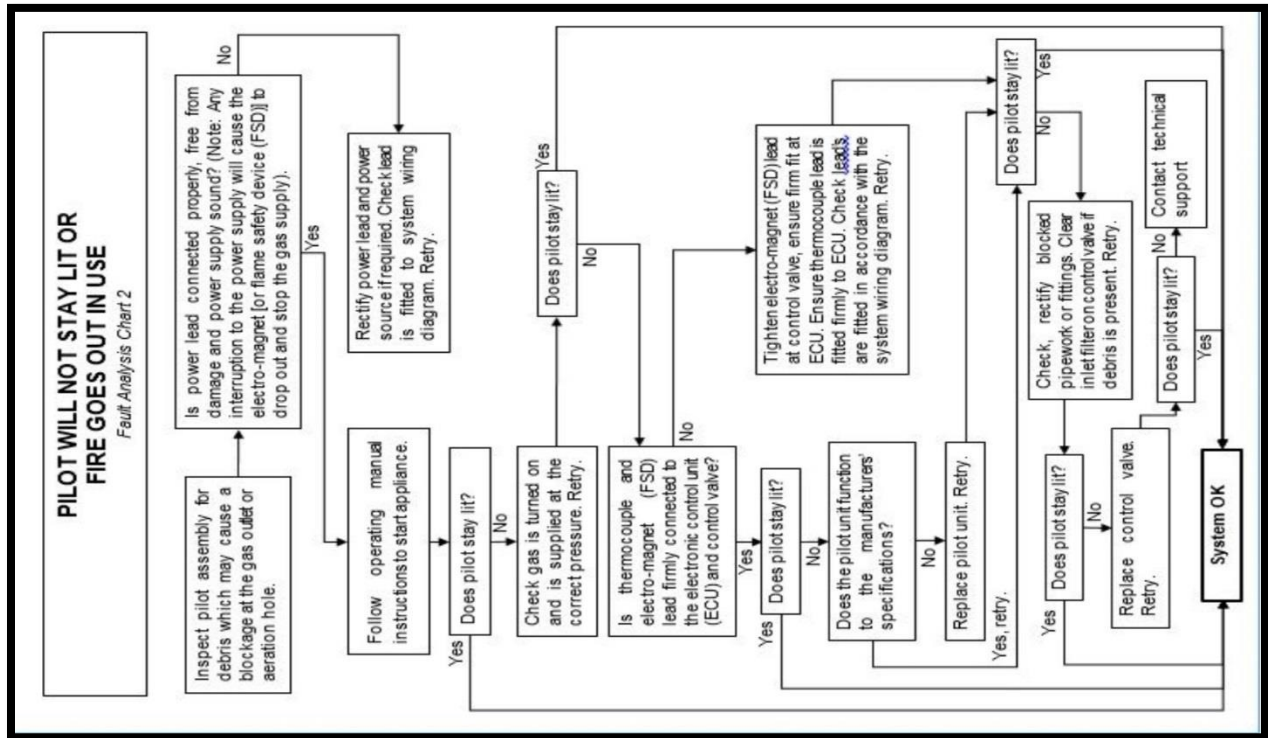 PILOT WILL NOT STAY LIT OR
FIRE GOES OUT IN USE
Fault Analysis Chart 2
Inspect pilot assembly for
debris which may cause a
blockage at the gas outlet or
aeration hole.
Is power lead connected properly, free from
damage and power supply sound? (Note: Any
interruption to the power supply will cause the
electro-magnet [or flame safety device (FSD)] to
drop out and stop the gas supply).
No
Yes
Rectify power lead and power
source if required. Check lead
is fitted to system wiring
diagram. Retry.
Follow operating manual
instructions to start appliance.
Does pilot stay lit?
Yes
No
Check gas is turned on
and is supplied at the
correct pressure. Retry.
Does pilot stay lit?
Yes
No
Is thermocouple and
electro-magnet (FSD)
lead firmly connected to
the electronic control unit
(ECU) and control valve?
No
Yes
Tighten electro-magnet (FSD) lead
at control valve, ensure firm fit at
ECU. Ensure thermocouple lead is
fitted firmly to ECU. Check lead's
are fitted in accordance with the
system wiring diagram. Retry.
Does pilot stay lit?
Yes
No
Does the pilot unit function
to the manufacturers'
specifications?
No
Yes, retry.
Replace pilot unit. Retry.
Does pilot stay lit?
Yes
No
Check, rectify blocked
pipework or fittings. Clear
inlet filter on control valve if
debris is present. Retry.
Does pilot stay lit?
Yes
No
Replace control valve.
Retry.
Does pilot stay lit?
No
Yes
Contact technical
support
System OK